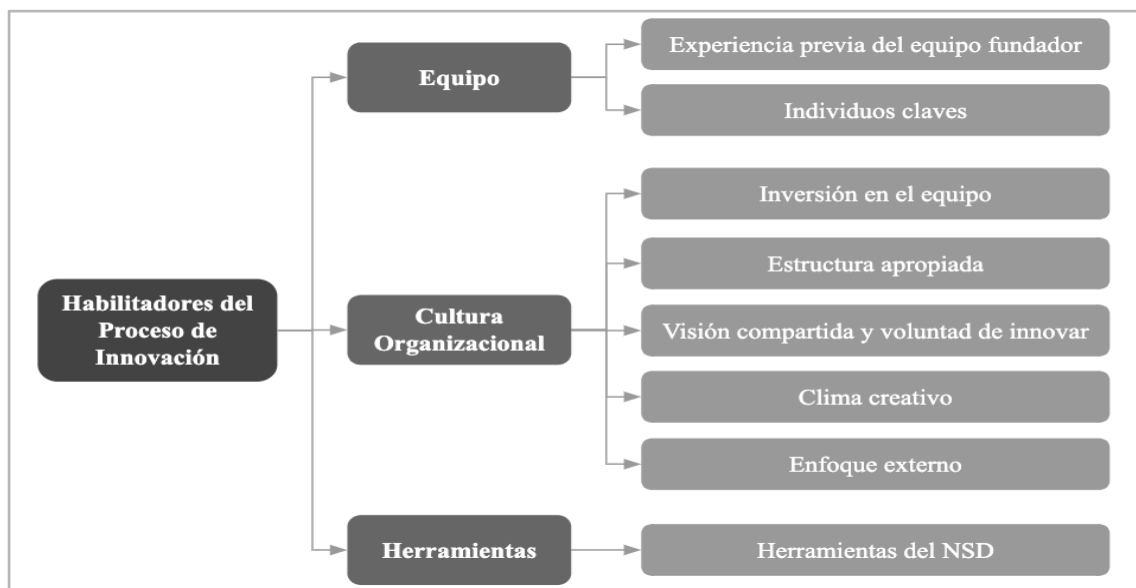 Habilitadores del
Proceso de
Innovación
Equipo
Experiencia previa del equipo fundador
Individuos claves
Cultura
Organizacional
Inversión en el equipo
Estructura apropiada
Visión compartida y voluntad de innovar
Clima creativo
Enfoque externo
Herramientas
Herramientas del NSD